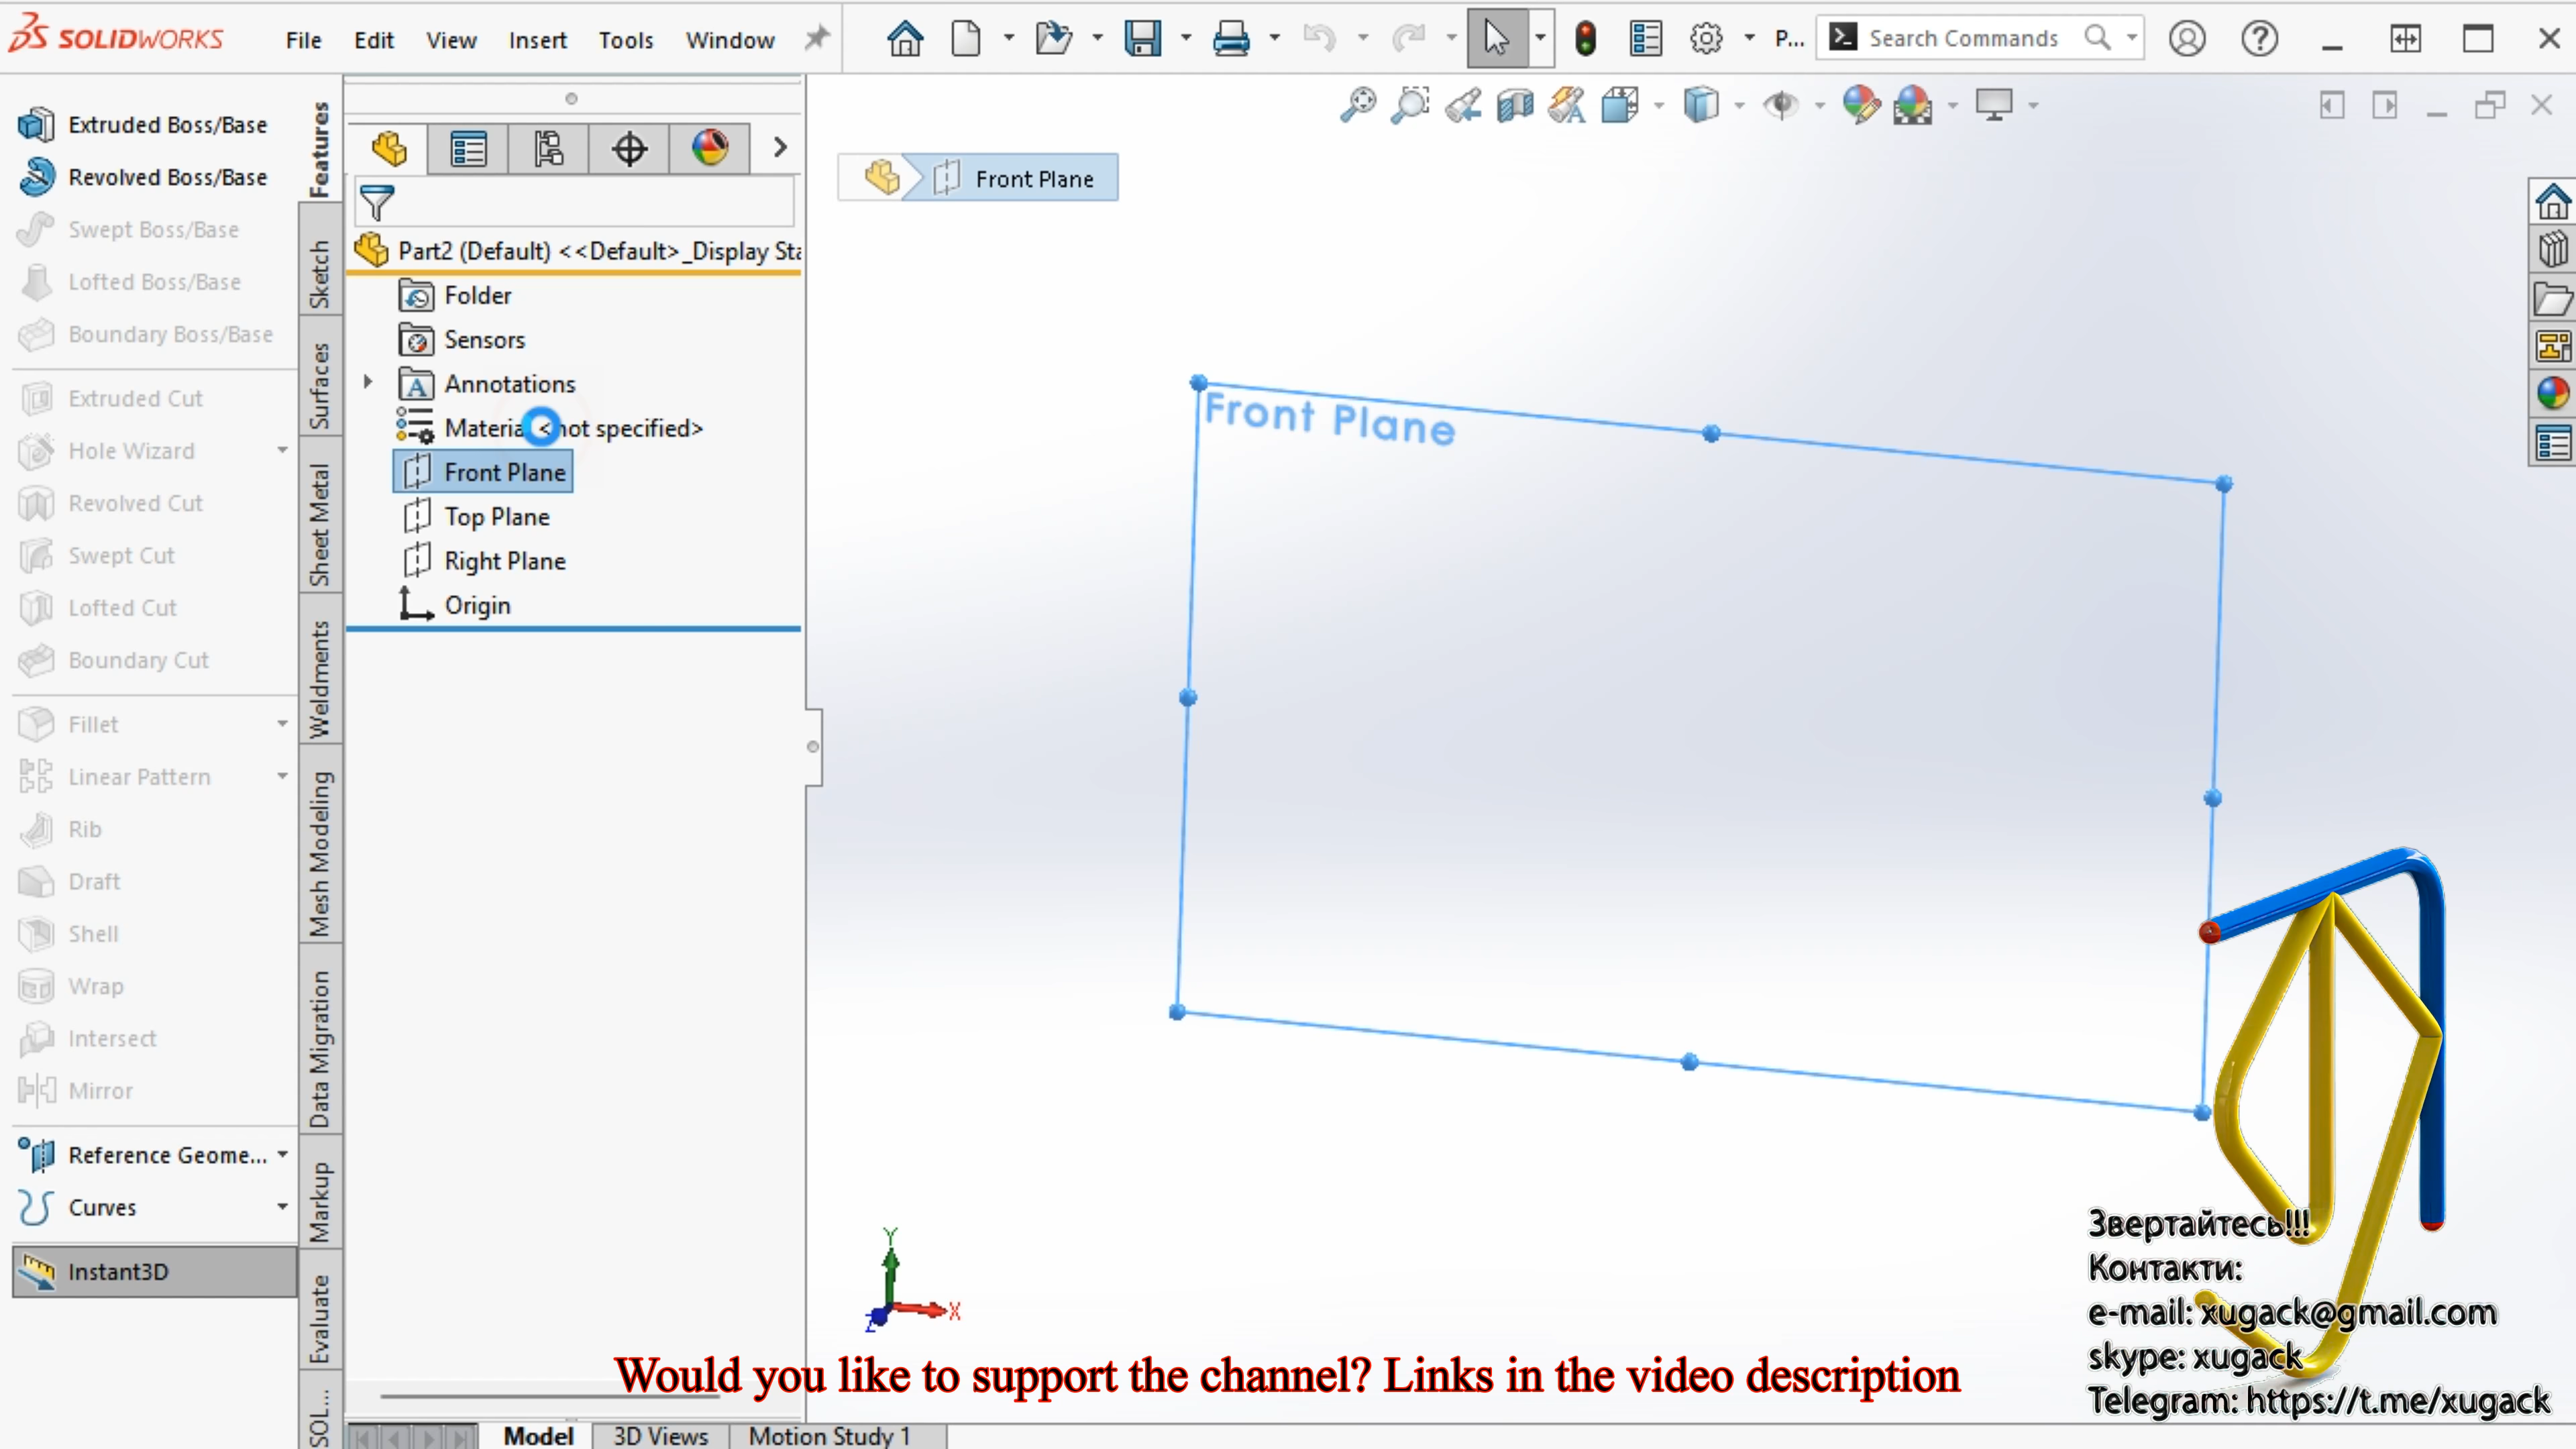 SOLIDWORKS
File Edit View Insert Tools Window
P...
Search Commands
Extruded Boss/Base
Revolved Boss/Base
Swept Boss/Base
Lofted Boss/Base
Boundary Boss/Base
Extruded Cut
Hole Wizard
Revolved Cut
Swept Cut
Lofted Cut
Boundary Cut
Fillet
Linear Pattern
Rib
Draft
Shell
Wrap
Intersect
Mirror
Reference Geome...
Curves
Instant3D
Features
Sketch
Surfaces
Sheet Metal
Weldments
Mesh Modeling
Data Migration
Markup
Evaluate
SOL...
Part2 (Default) <<Default>_Display Sta
Folder
Sensors
Annotations
Material <not specified>
Front Plane
Top Plane
Right Plane
Origin
Front Plane
Front Plane
Y
X
Z
Звертайтесь!!!
Контакти:
e-mail: xugack@gmail.com
skype: xugack
Telegram: https://t.me/xugack
Would you like to support the channel? Links in the video description
Model 3D Views Motion Study 1